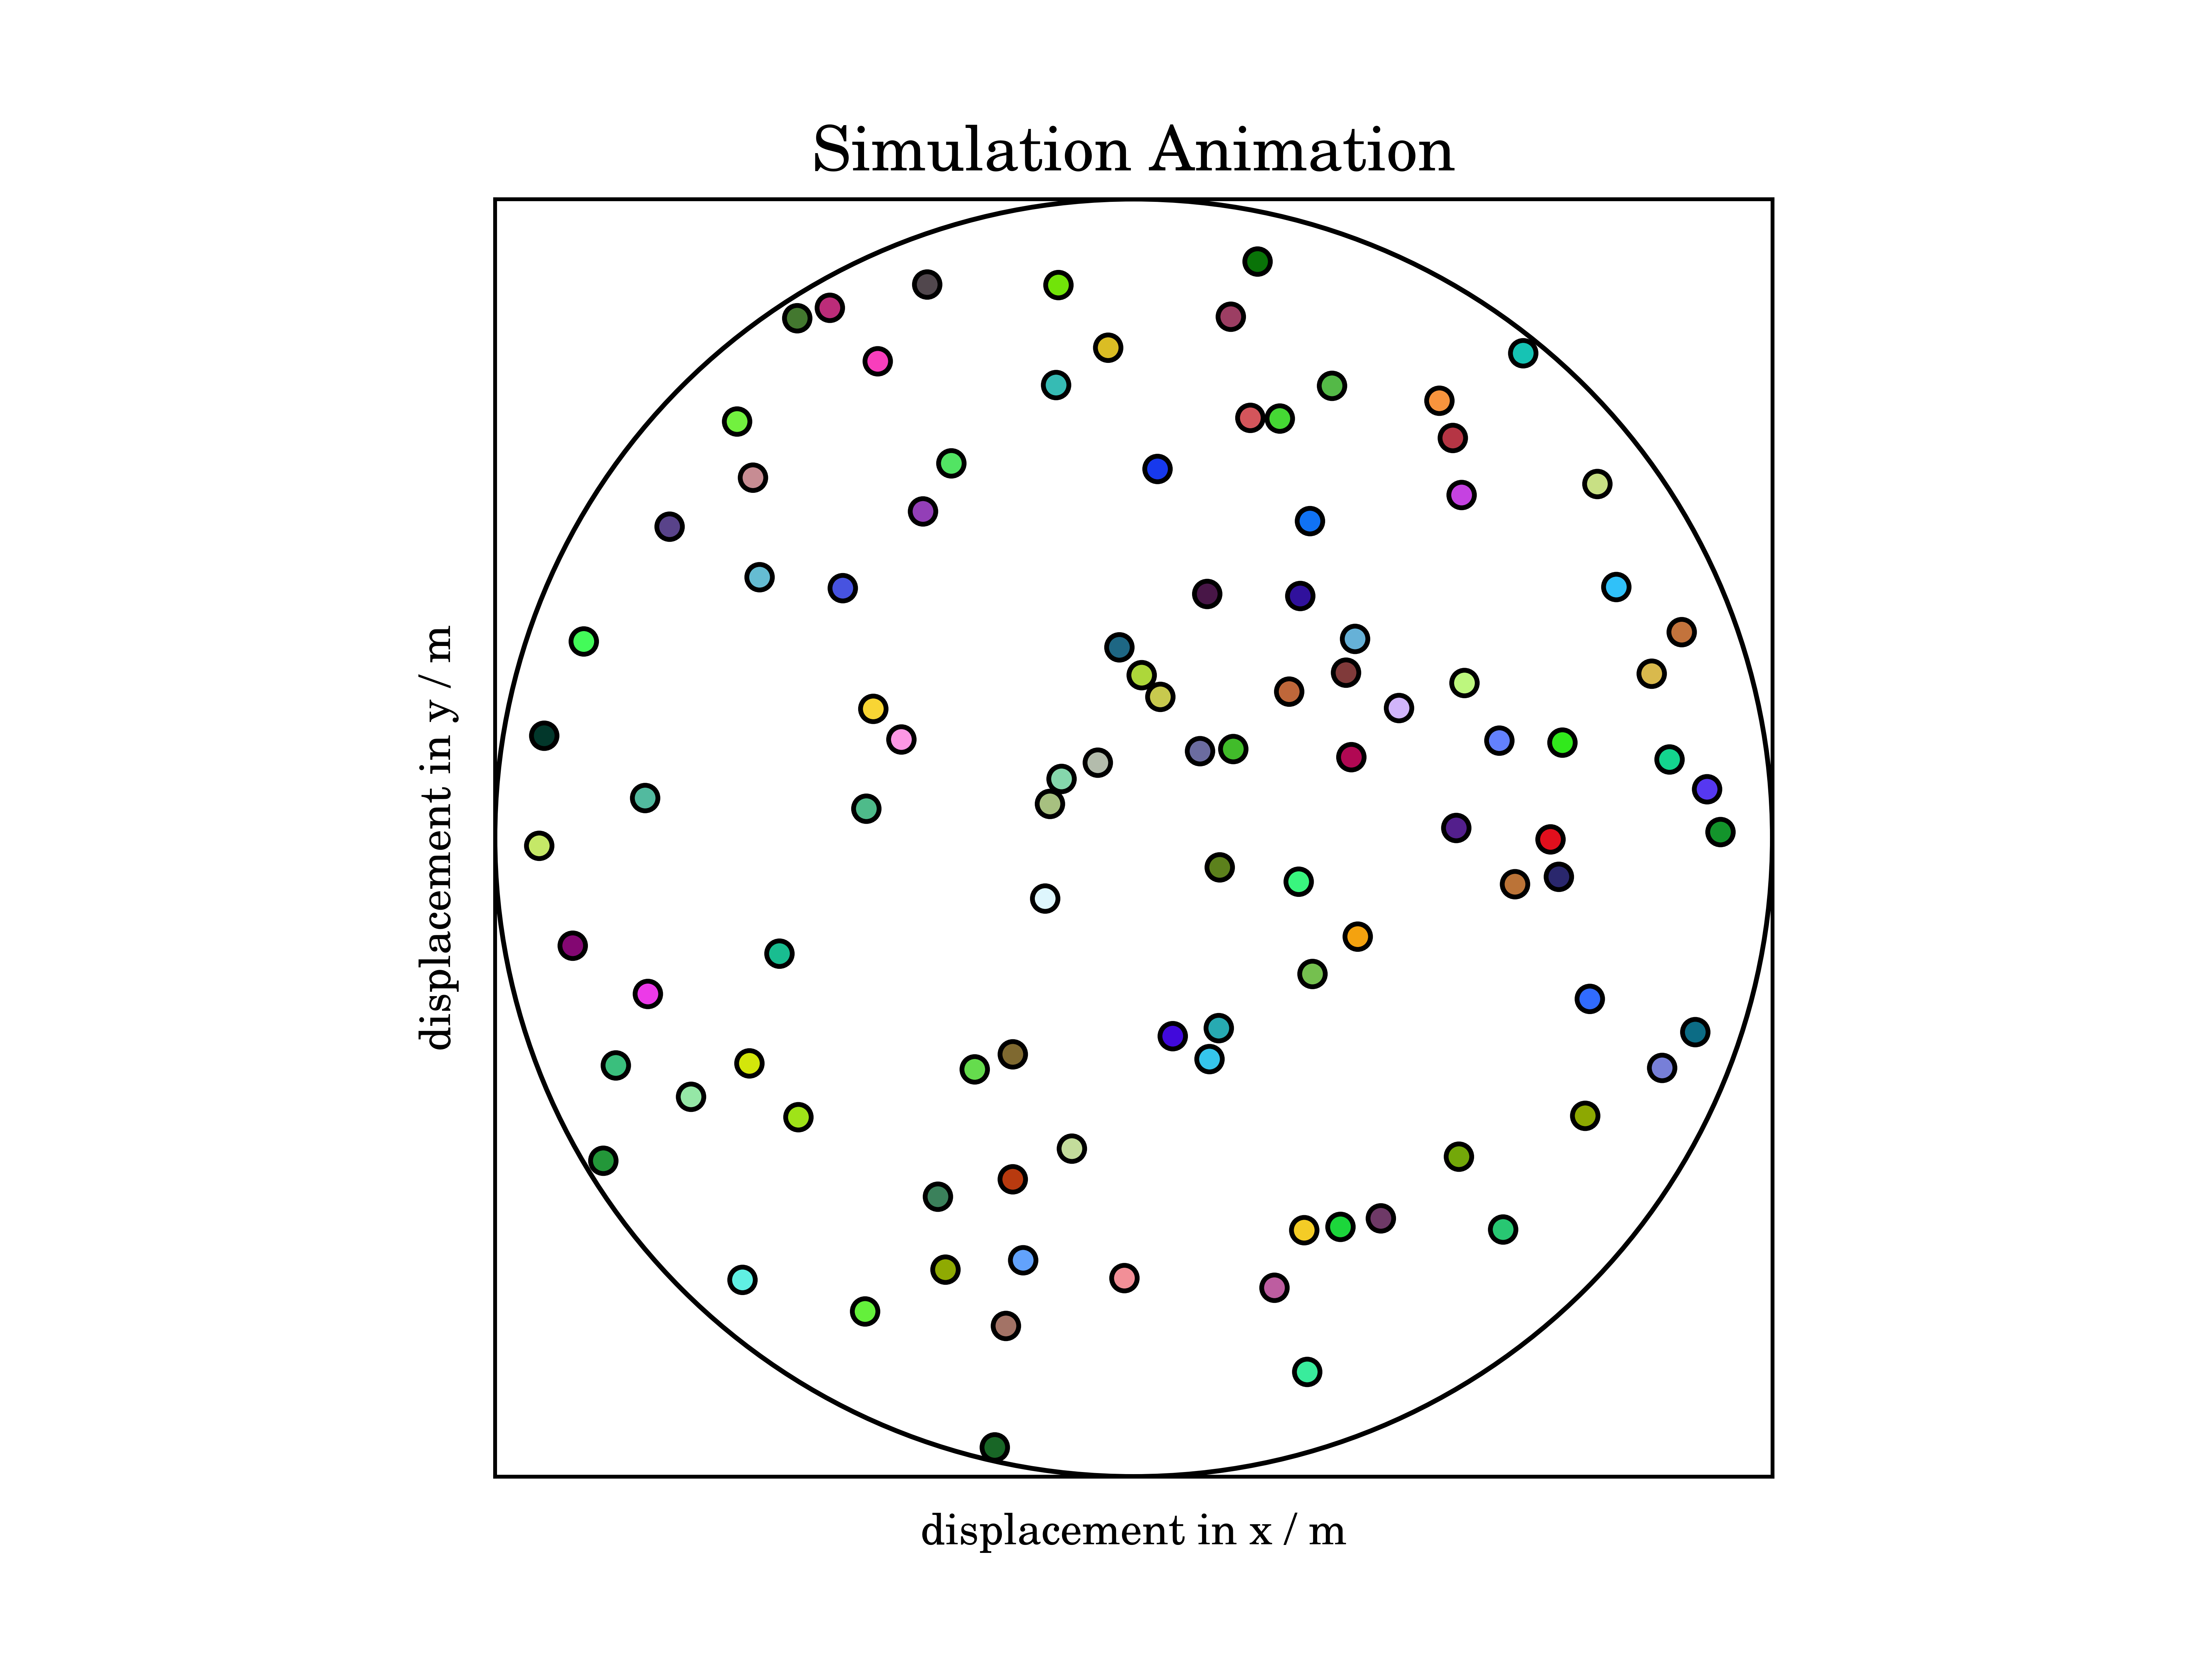 Simulation Animation
displacement in y / m
displacement in x / m